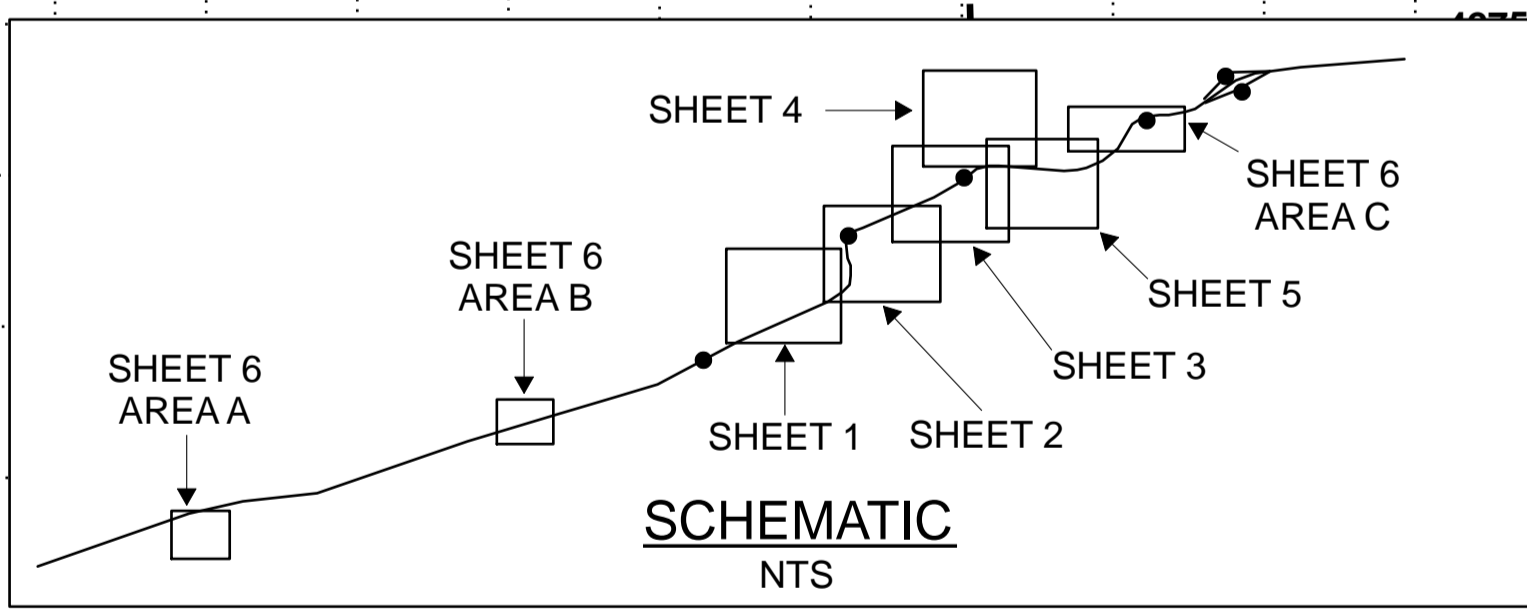 SHEET 4
SHEET 6
AREA C
SHEET 6
AREA B
SHEET 5
SHEET 3
SHEET 6
AREA A
SHEET 1
SHEET 2
SCHEMATIC
NTS